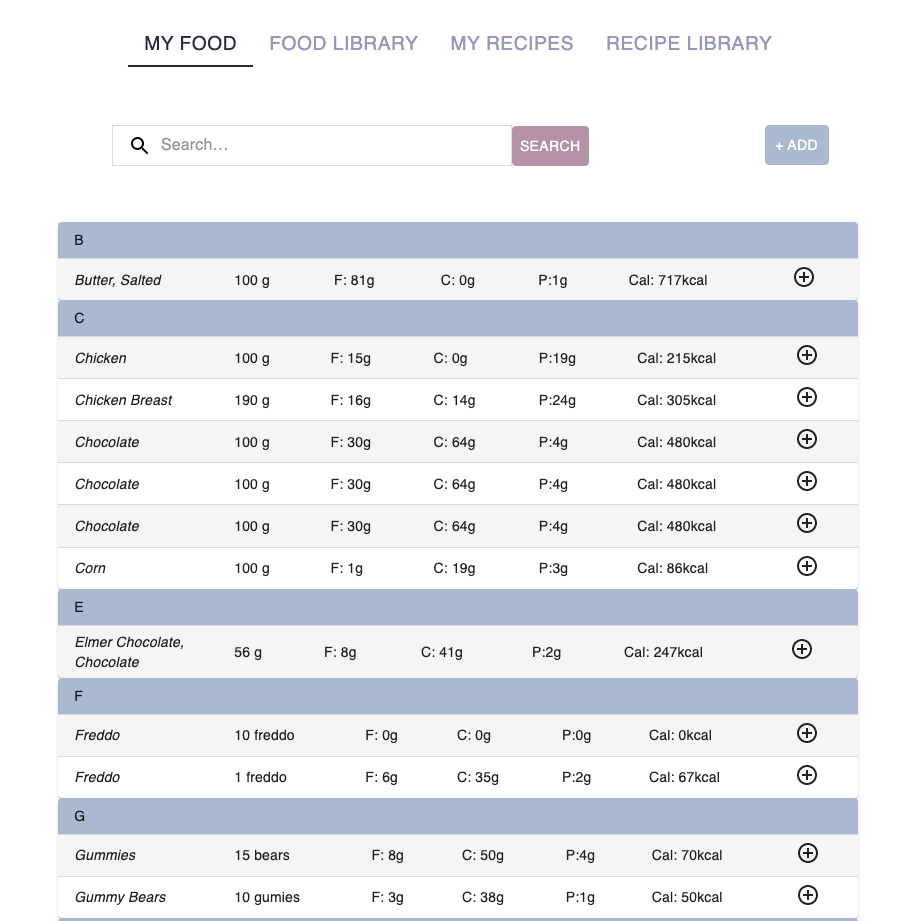 MY FOOD FOOD LIBRARY MY RECIPES RECIPE LIBRARY
Search... SEARCH + ADD
B
Butter, Salted 100 g F: 81g C: 0g P:1g Cal: 717kcal
C
Chicken 100 g F: 15g C: 0g P:19g Cal: 215kcal
Chicken Breast 190 g F: 16g C: 14g P:24g Cal: 305kcal
Chocolate 100 g F: 30g C: 64g P:4g Cal: 480kcal
Chocolate 100 g F: 30g C: 64g P:4g Cal: 480kcal
Chocolate 100 g F: 30g C: 64g P:4g Cal: 480kcal
Corn 100 g F: 1g C: 19g P:3g Cal: 86kcal
E
Elmer Chocolate,
Chocolate 56 g F: 8g C: 41g P:2g Cal: 247kcal
F
Freddo 10 freddo F: 0g C: 0g P:0g Cal: 0kcal
Freddo 1 freddo F: 6g C: 35g P:2g Cal: 67kcal
G
Gummies 15 bears F: 8g C: 50g P:4g Cal: 70kcal
Gummy Bears 10 gumies F: 3g C: 38g P:1g Cal: 50kcal